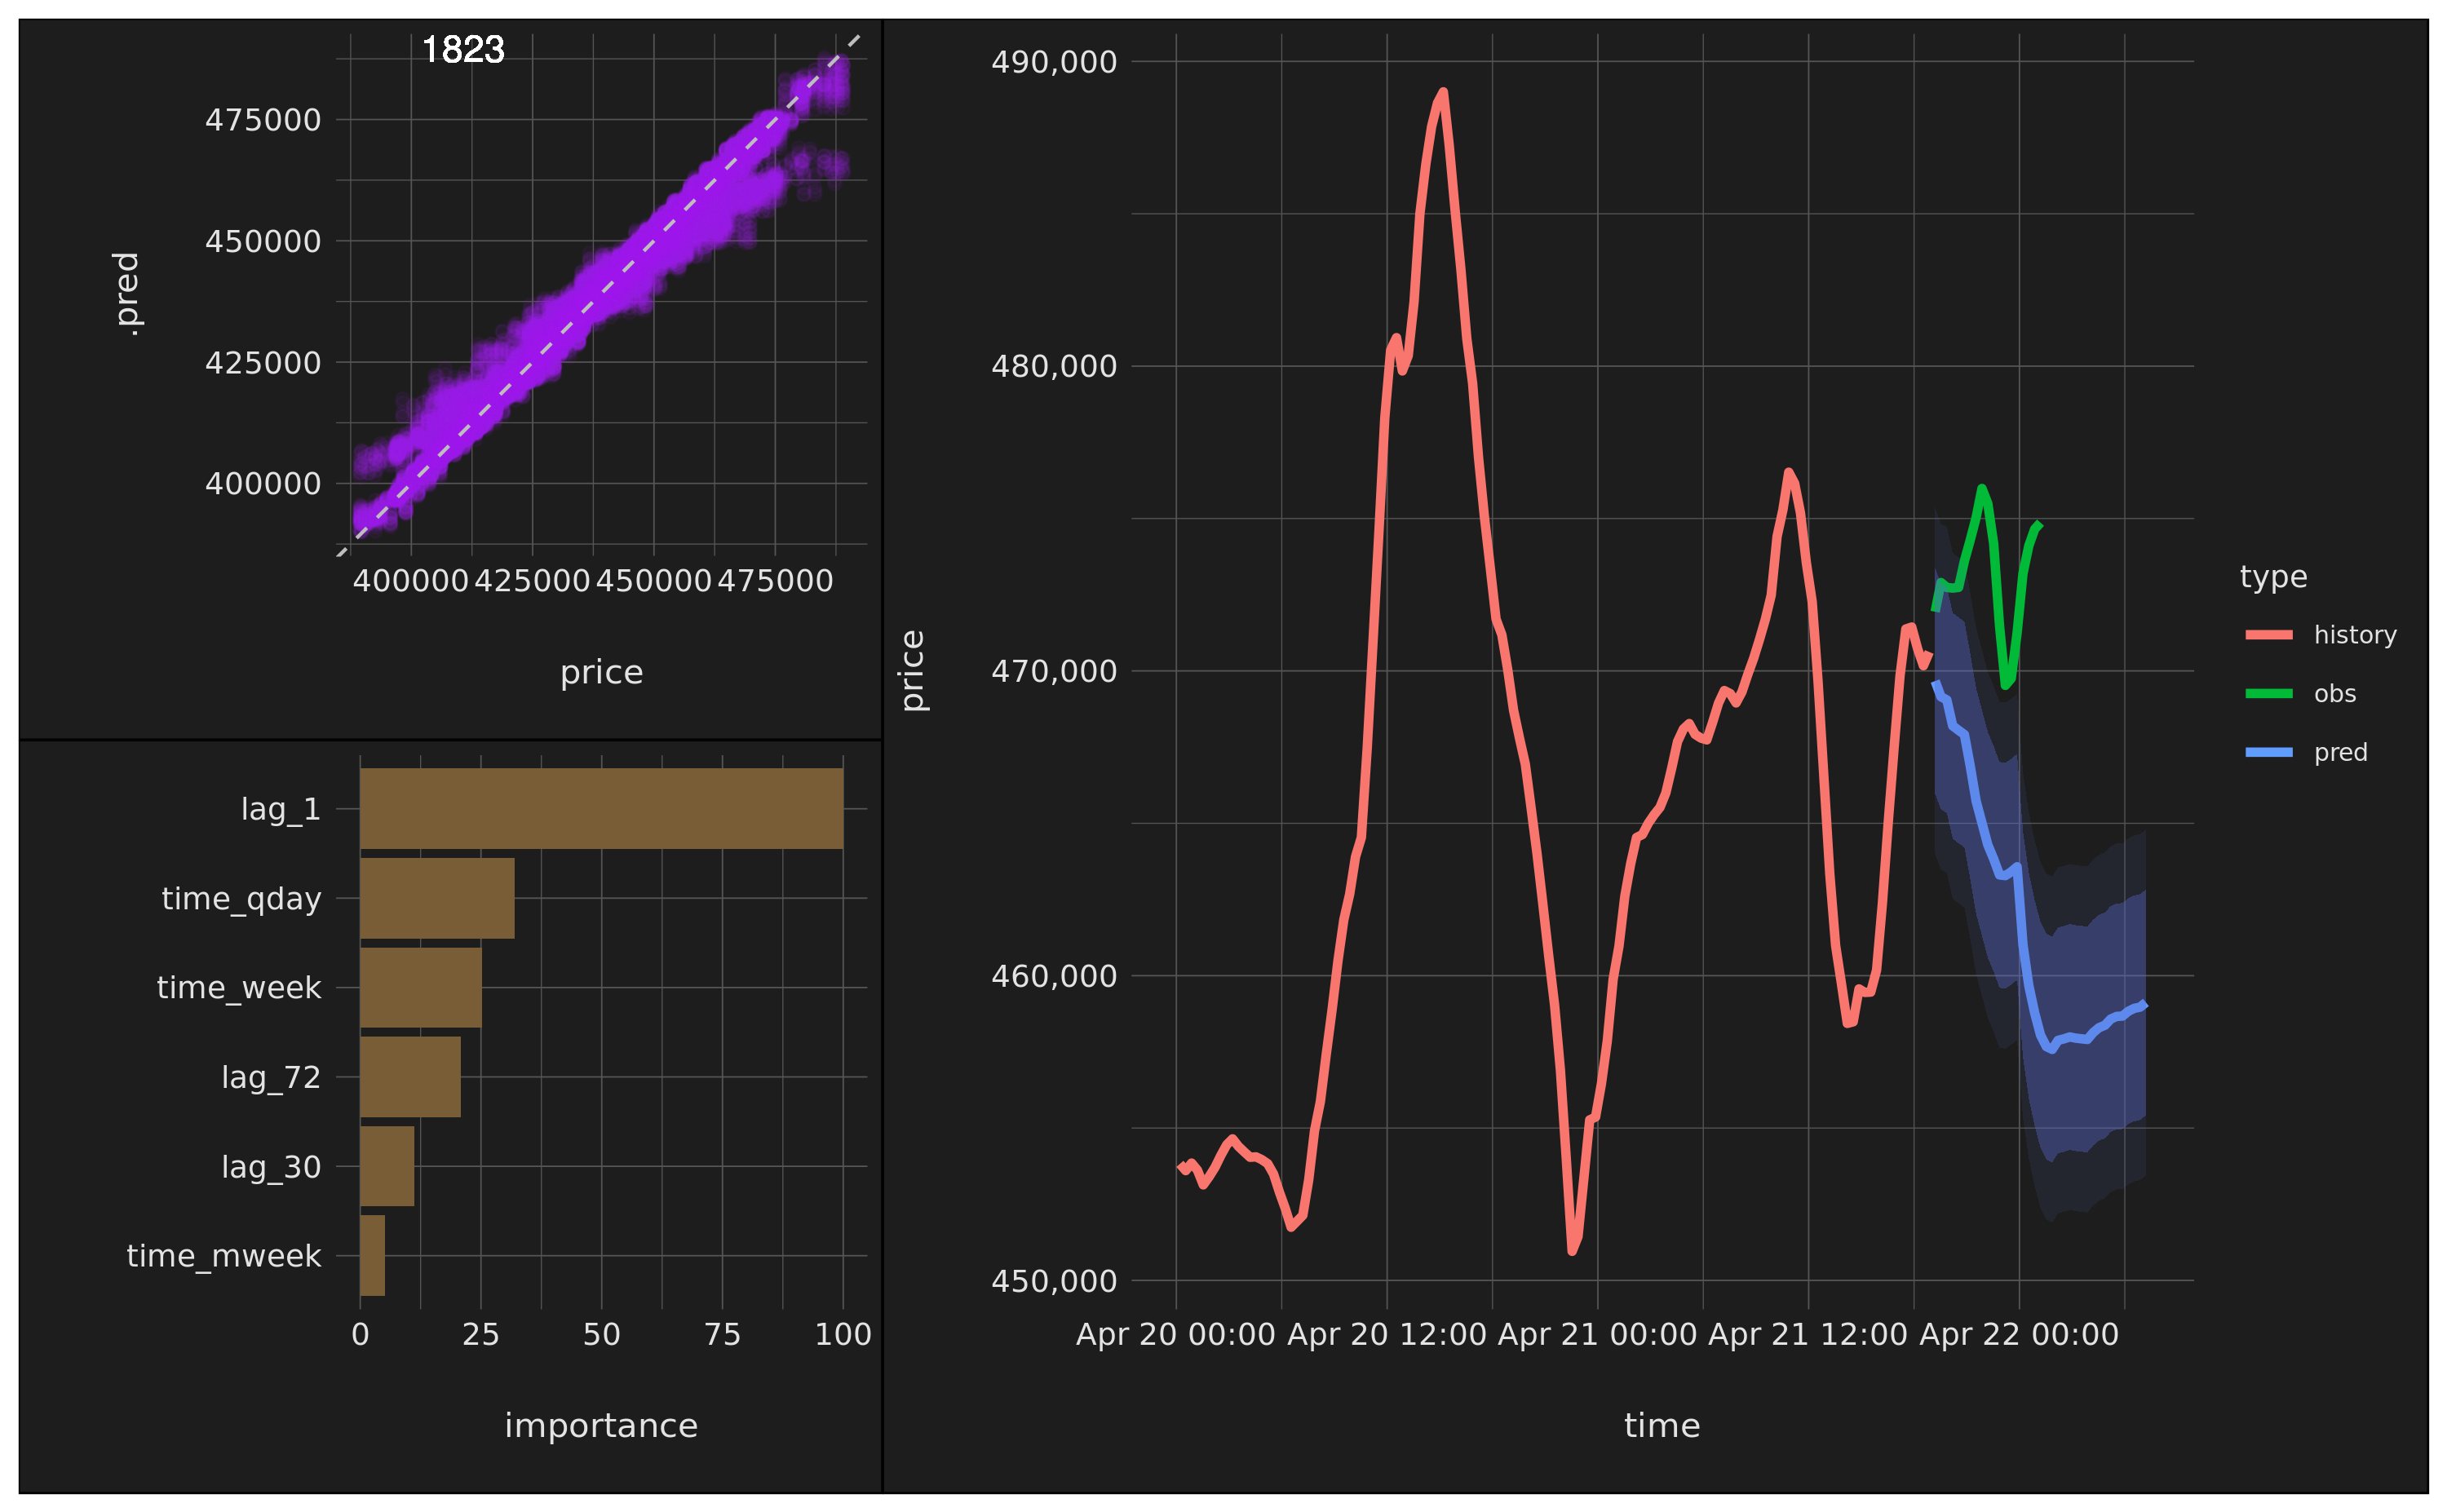 1823
475000
450000
425000
400000
.pred
400000 425000 450000 475000
price
lag_1
time_qday
time_week
lag_72
lag_30
time_mweek
0 25 50 75 100
importance
490,000
480,000
470,000
460,000
450,000
price
Apr 20 00:00 Apr 20 12:00 Apr 21 00:00 Apr 21 12:00 Apr 22 00:00
time
type
history
obs
pred